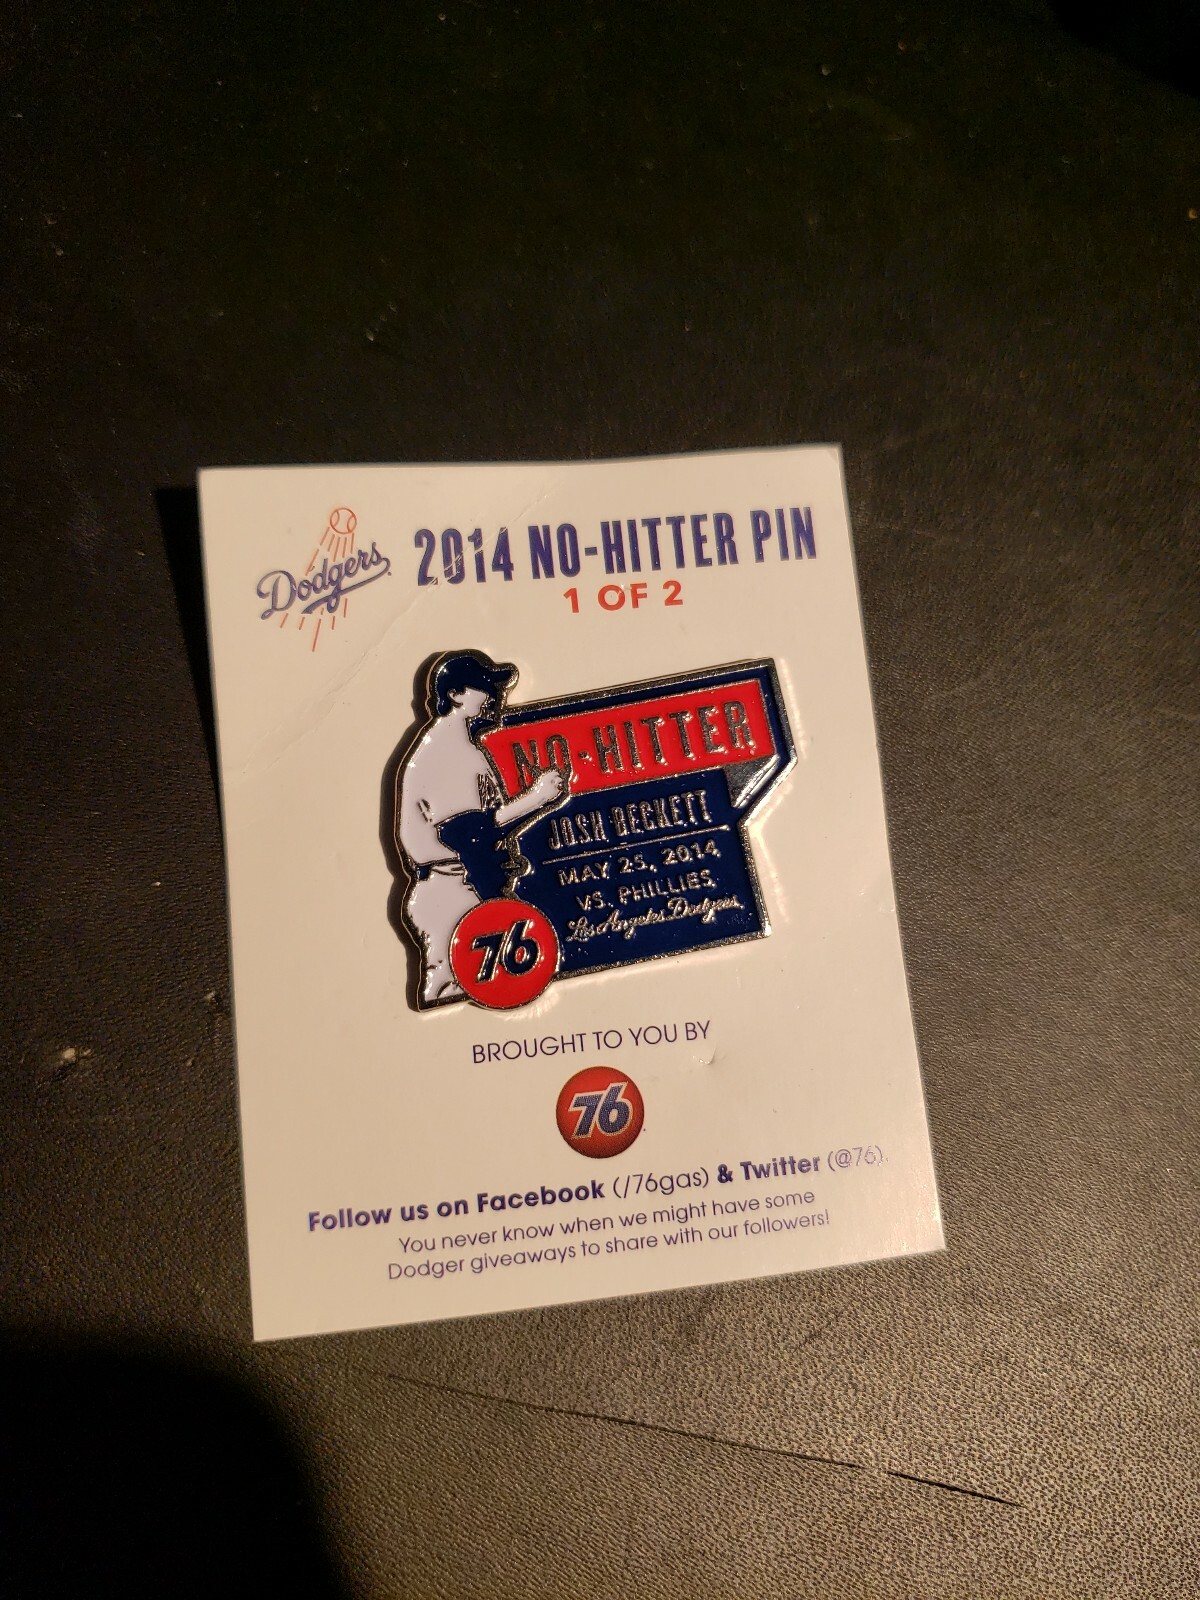 Dodgers
2014 NO-HITTER PIN
1 OF 2
NO-HITTER
JOSH BECKETT
MAY 25, 2014
VS. PHILLIES
Los Angeles Dodgers
76
BROUGHT TO YOU BY
76
Follow us on Facebook (/76gas) & Twitter (@76).
You never know when we might have some
Dodger giveaways to share with our followers!